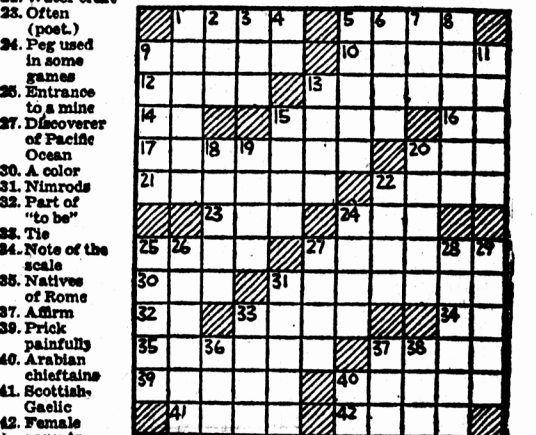 23. Often
(poet.)
24. Peg used
in some
games
25. Entrance
to a mine
27. Discoverer
of Pacific
Ocean
30. A color
31. Nimrods
32. Part of
"to be"
33. Tie
34. Note of the
scale
35. Natives
of Rome
37. Affirm
39. Prick
painfully
40. Arabian
chieftains
41. Scottish
Gaelic
42. Female
1 2 3 4 5 6 7 8
9 10 11
12 13
14 15 16
17 18 19 20
21 22
23 24
25 26 27 28 29
30 31
32 33 34
35 36 37 38
39 40
41 42